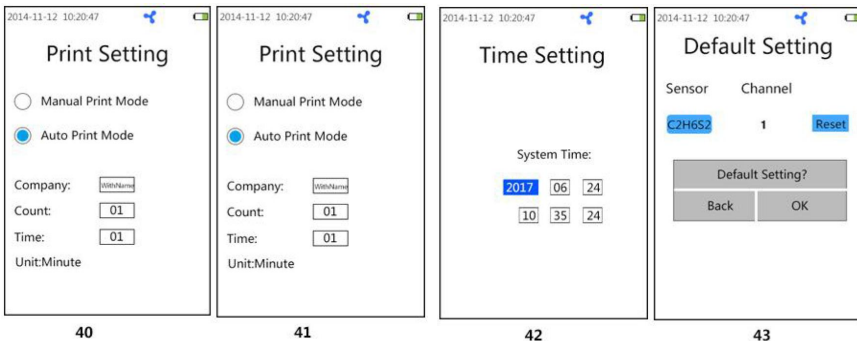 2014-11-12 10:20:47
Print Setting
Manual Print Mode
Auto Print Mode
Company: WithName
Count: 01
Time: 01
Unit:Minute
40
2014-11-12 10:20:47
Print Setting
Manual Print Mode
Auto Print Mode
Company: WithName
Count: 01
Time: 01
Unit:Minute
41
2014-11-12 10:20:47
Time Setting
System Time:
2017 06 24
10 35 24
42
2014-11-12 10:20:47
Default Setting
Sensor Channel
C2H6S2 1 Reset
Default Setting?
Back OK
43